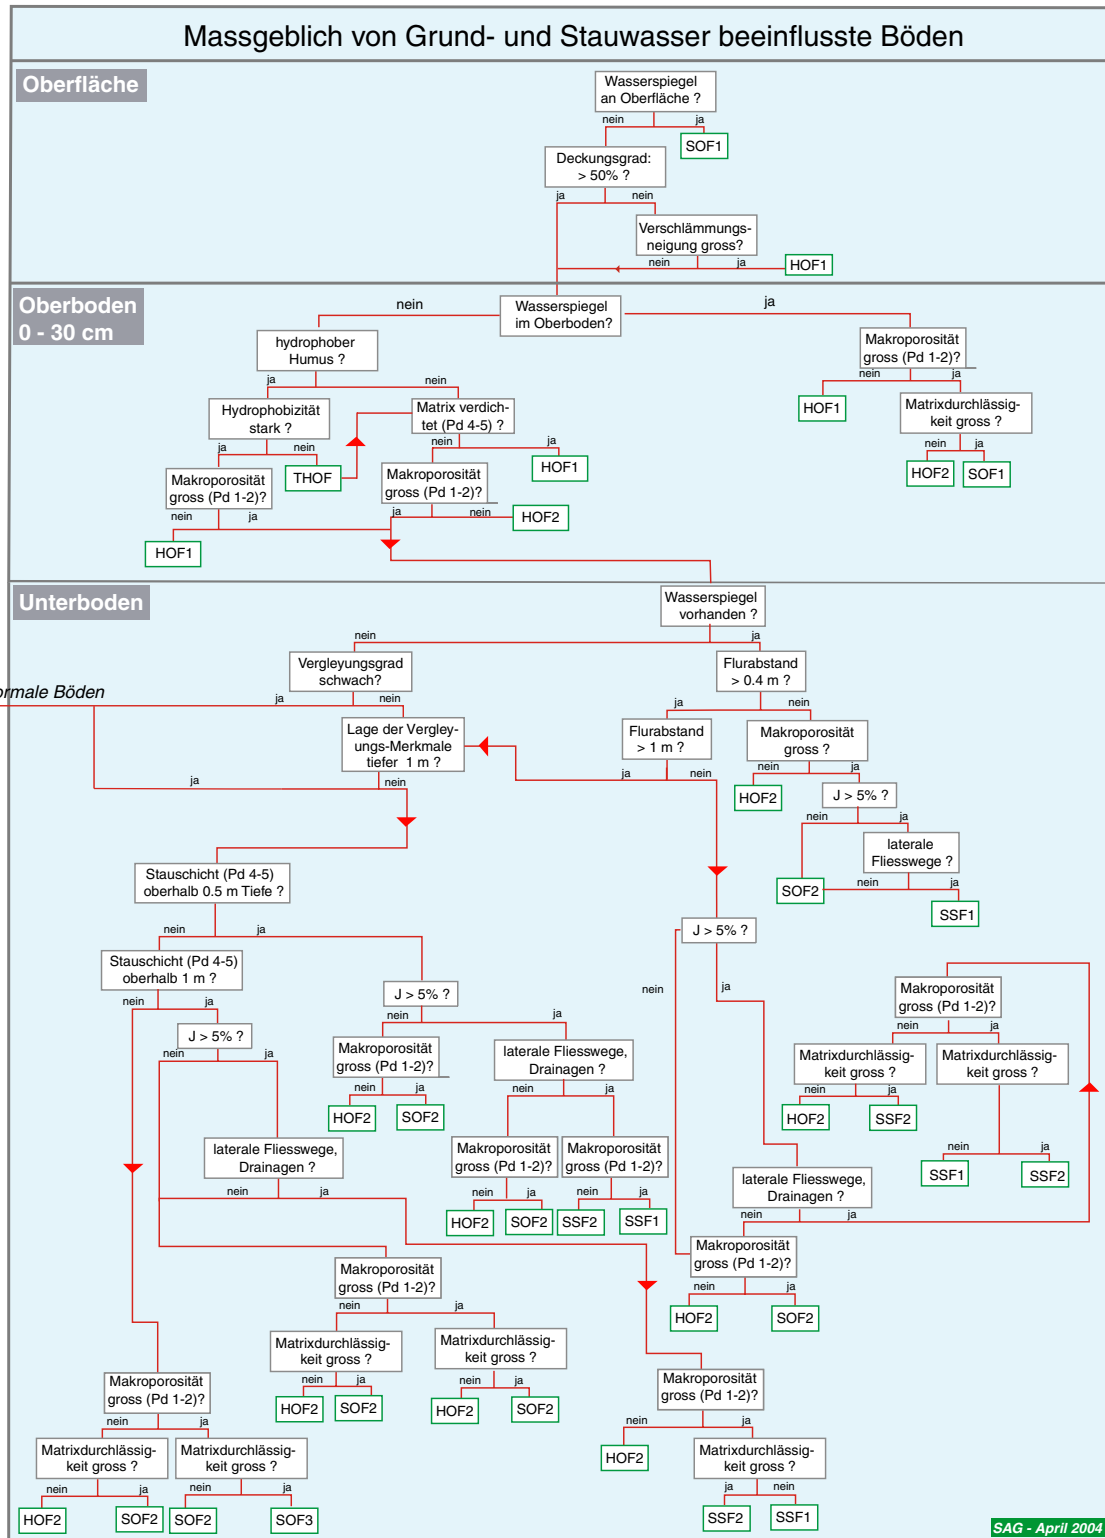 Massgeblich von Grund- und Stauwasser beeinflusste Böden
Oberfläche
Wasserspiegel
an Oberfläche ?
nein
ja
SOF1
Deckungsgrad:
> 50% ?
ja
nein
Verschlämmungs-
neigung gross?
nein
ja
HOF1
Oberboden
0 - 30 cm
nein
Wasserspiegel
im Oberboden?
ja
hydrophober
Humus ?
ja
nein
Makroporosität
gross (Pd 1-2)?
nein
ja
HOF1
Matrixdurchlässig-
keit gross ?
nein
ja
HOF2
SOF1
Hydrophobizität
stark ?
ja
nein
THOF
Matrix verdich-
tet (Pd 4-5) ?
nein
ja
HOF1
Makroporosität
gross (Pd 1-2)?
nein
ja
HOF1
Makroporosität
gross (Pd 1-2)?
ja
nein
HOF2
Unterboden
Wasserspiegel
vorhanden ?
nein
ja
Vergleyungsgrad
schwach?
ja
nein
ormale Böden
Flurabstand
> 0.4 m ?
ja
nein
Lage der Vergley-
ungs-Merkmale
tiefer 1 m ?
ja
nein
Flurabstand
> 1 m ?
ja
nein
Makroporosität
gross ?
nein
ja
HOF2
J > 5% ?
nein
ja
laterale
Fliesswege ?
nein
ja
SOF2
SSF1
Stauschicht (Pd 4-5)
oberhalb 0.5 m Tiefe ?
nein
ja
Stauschicht (Pd 4-5)
oberhalb 1 m ?
nein
ja
J > 5% ?
nein
ja
J > 5% ?
nein
ja
Makroporosität
gross (Pd 1-2)?
nein
ja
HOF2
SOF2
laterale Fliesswege,
Drainagen ?
nein
ja
Makroporosität
gross (Pd 1-2)?
nein
ja
HOF2
SOF2
Makroporosität
gross (Pd 1-2)?
nein
ja
SSF2
SSF1
laterale Fliesswege,
Drainagen ?
nein
ja
J > 5% ?
nein
ja
Makroporosität
gross (Pd 1-2)?
nein
ja
Matrixdurchlässig-
keit gross ?
nein
ja
HOF2
SSF2
Matrixdurchlässig-
keit gross ?
nein
ja
SSF1
SSF2
laterale Fliesswege,
Drainagen ?
nein
ja
Makroporosität
gross (Pd 1-2)?
nein
ja
HOF2
SOF2
Makroporosität
gross (Pd 1-2)?
nein
ja
Matrixdurchlässig-
keit gross ?
nein
ja
HOF2
SOF2
Matrixdurchlässig-
keit gross ?
nein
ja
HOF2
SOF2
Makroporosität
gross (Pd 1-2)?
nein
ja
Matrixdurchlässig-
keit gross ?
nein
ja
HOF2
SOF2
Matrixdurchlässig-
keit gross ?
nein
ja
SOF2
SOF3
Makroporosität
gross (Pd 1-2)?
nein
ja
HOF2
Matrixdurchlässig-
keit gross ?
ja
nein
SSF2
SSF1
SAG - April 2004